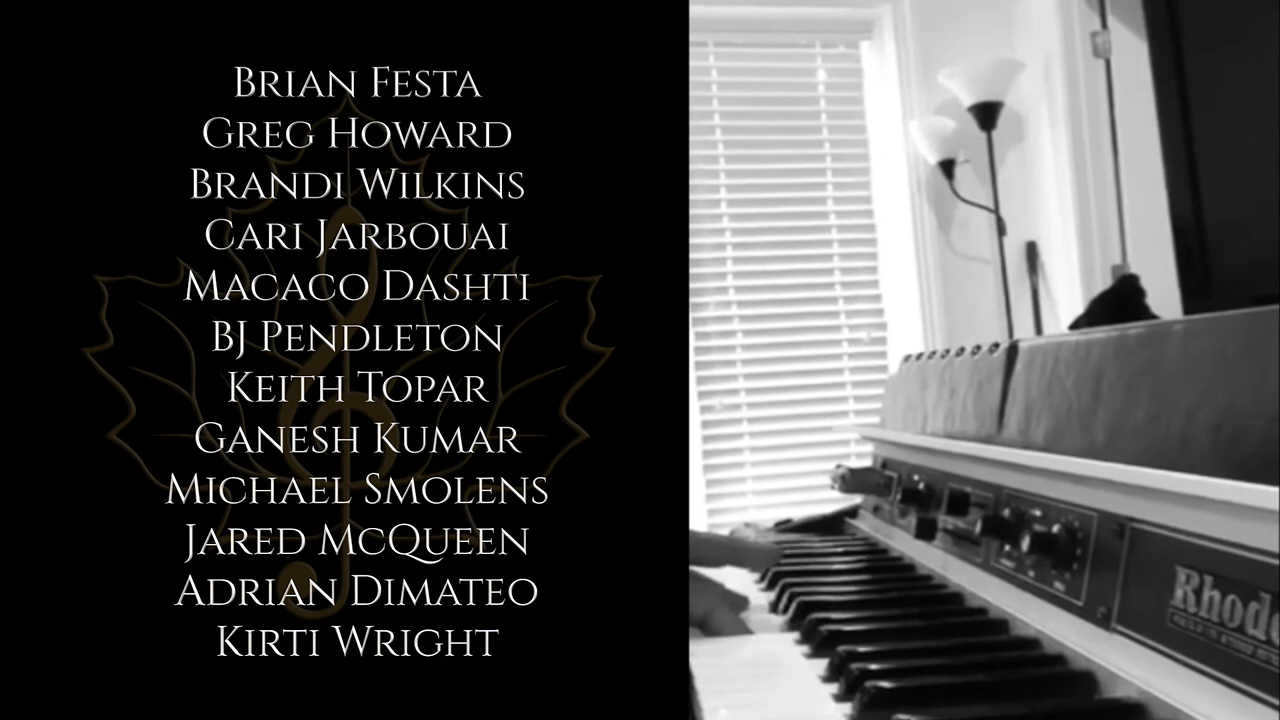 Brian Festa
Greg Howard
Brandi Wilkins
Cari Jarbouai
Macaco Dashti
BJ Pendleton
Keith Topar
Ganesh Kumar
Michael Smolens
Jared McQueen
Adrian Dimateo
Kirti Wright
Rhode